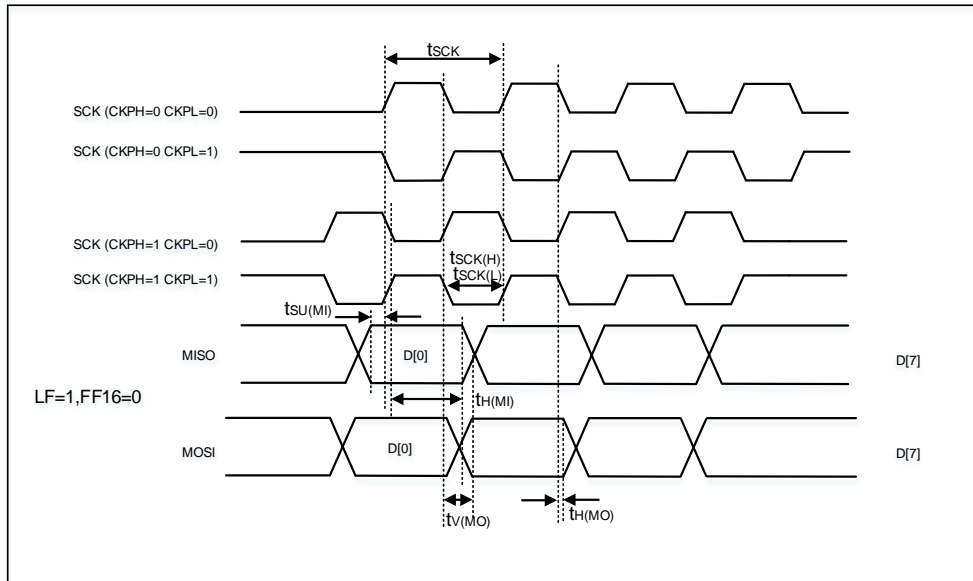 tSCK
SCK (CKPH=0 CKPL=0)
SCK (CKPH=0 CKPL=1)
SCK (CKPH=1 CKPL=0)
tSCK(H)
SCK (CKPH=1 CKPL=1)
tSCK(L)
tSU(MI)
MISO
D[0]
D[7]
LF=1,FF16=0
tH(MI)
MOSI
D[0]
D[7]
tV(MO)
tH(MO)